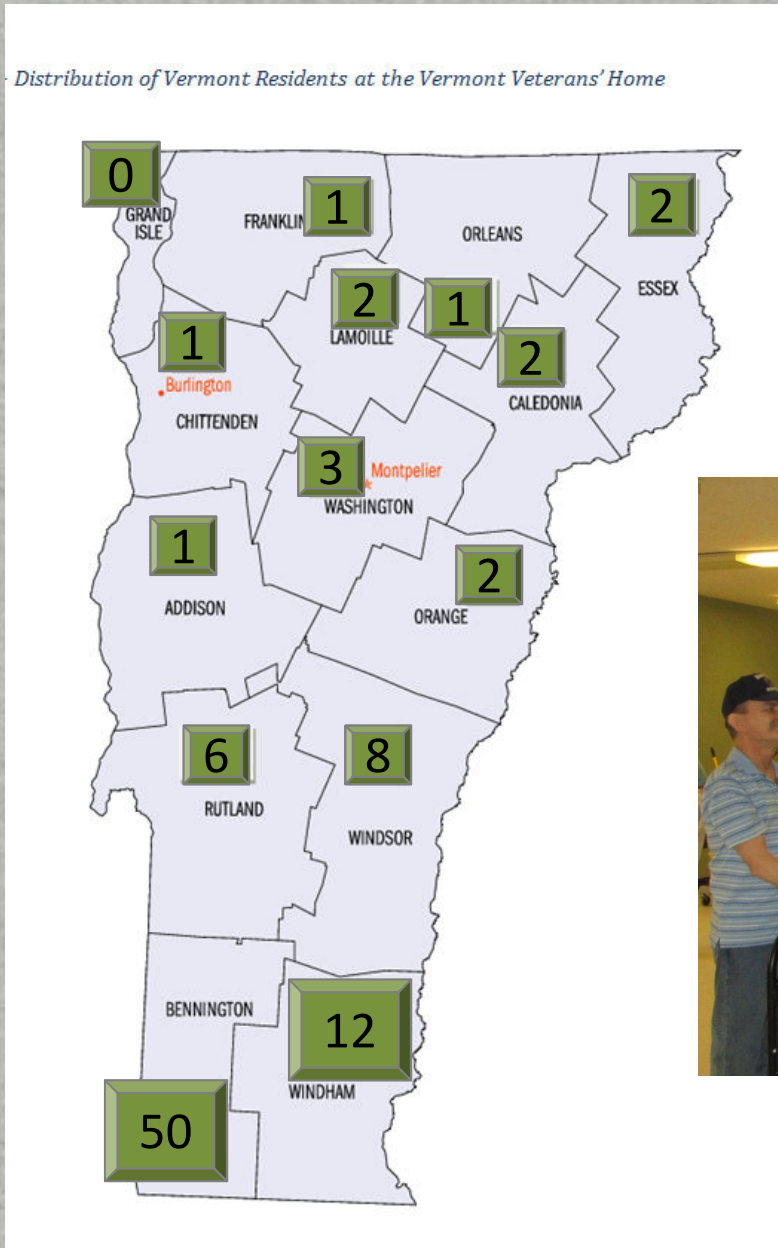 - Distribution of Vermont Residents at the Vermont Veterans' Home
0
GRAND
ISLE
FRANKLIN
1
ORLEANS
2
ESSEX
2
LAMOILLE
1
1
Burlington
CHITTENDEN
2
CALEDONIA
3
Montpelier
WASHINGTON
1
ADDISON
2
ORANGE
6
RUTLAND
8
WINDSOR
BENNINGTON
12
WINDHAM
50